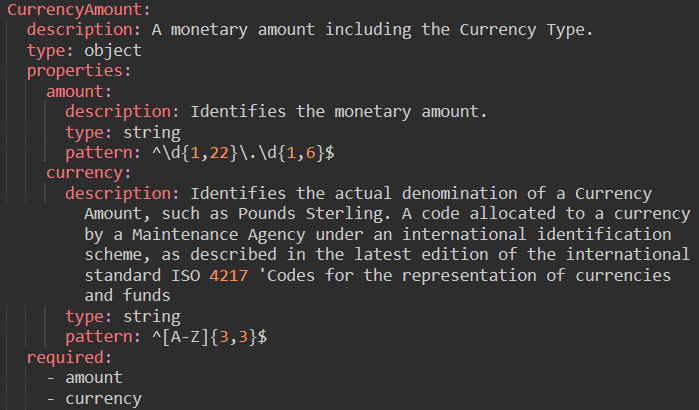 CurrencyAmount:
description: A monetary amount including the Currency Type.
type: object
properties:
amount:
description: Identifies the monetary amount.
type: string
pattern: ^\d{1,22}\.\d{1,6}$
currency:
description: Identifies the actual denomination of a Currency
Amount, such as Pounds Sterling. A code allocated to a currency
by a Maintenance Agency under an international identification
scheme, as described in the latest edition of the international
standard ISO 4217 'Codes for the representation of currencies
and funds
type: string
pattern: ^[A-Z]{3,3}$
required:
- amount
- currency